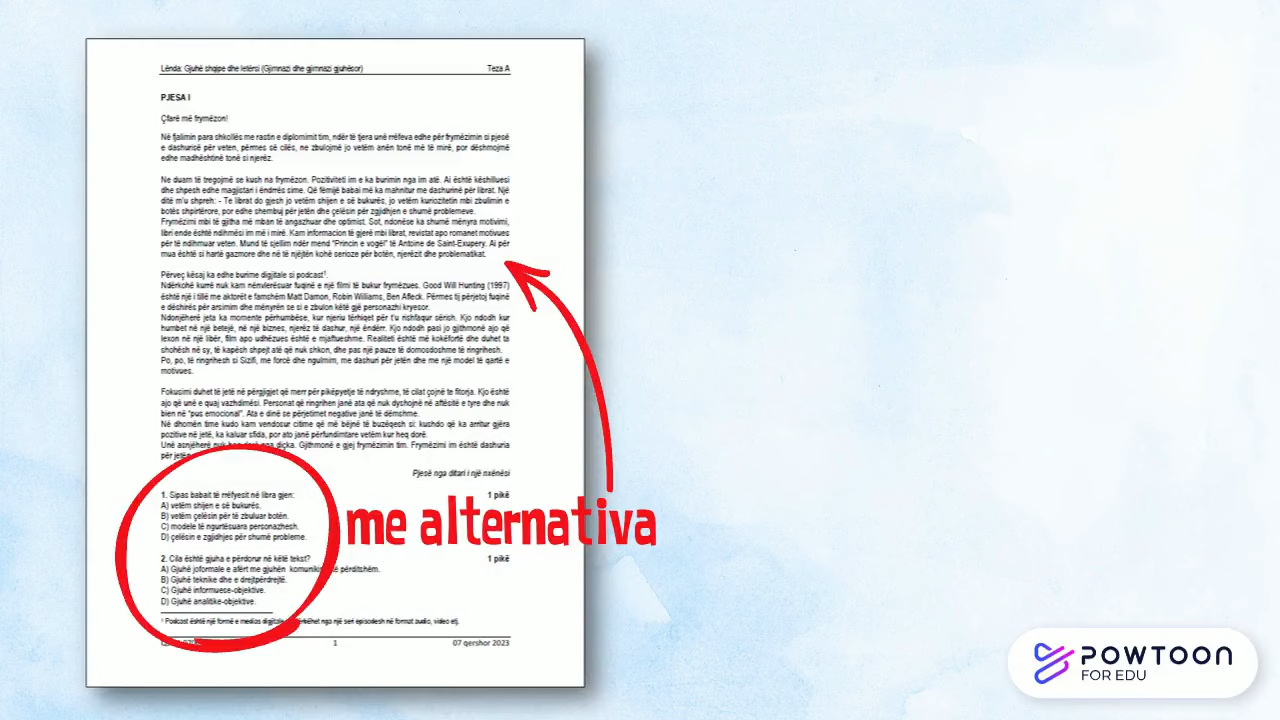 Lënda: Gjuhë shqipe dhe letërsi (Gjimnazi dhe gjimnazi gjuhësor) Teza A
PJESA I
Çfarë më frymëzon!
Në fjalimin para shkollës me rastin e diplomimit tim, ndër të tjera unë rrëfeva edhe për frymëzimin si pjesë
e dashurisë për veten, përmes së cilës, ne zbulojmë jo vetëm anën tonë më të mirë, por dëshmojmë
edhe madhështinë tonë si njerëz.
Ne duam të tregojmë se kush na frymëzon. Pozitiviteti im e ka burimin nga im atë. Ai është këshilluesi
dhe shpesh edhe magjistari i ëndrrës sime. Që fëmijë babai më ka mahnitur me dashurinë për librat. Një
ditë m'u shpreh: - Te librat do gjesh jo vetëm shijen e së bukurës, jo vetëm kuriozitetin mbi zbulimin e
botës shpirtërore, por edhe shembuj për jetën dhe çelësin për zgjidhjen e shumë problemeve.
Frymëzimi mbi të gjitha më mban të angazhuar dhe optimist. Sot, ndonëse ka shumë mënyra motivimi,
libri ende është ndihmësi im më i mirë. Kam informacion të gjerë mbi librat, revistat apo romanet motivues
për të ndihmuar veten. Mund të sjellim ndër mend "Princin e vogël" të Antoine de Saint-Exupery. Ai për
mua është si hartë gazmore dhe në të njëjtën kohë serioze për botën, njerëzit dhe problematikat.
Përveç kësaj ka edhe burime digjitale si podcast¹.
Ndërkohë kurrë nuk kam nënvlerësuar fuqinë e një filmi të bukur frymëzues. Good Will Hunting (1997)
është një i tillë me aktorët e famshëm Matt Damon, Robin Williams, Ben Afleck. Përmes tij përjetoj fuqinë
e dëshirës për arsimim dhe mënyrën se si e zbulon këtë gjë personazhi kryesor.
Ndonjëherë jeta ka momente përhumbëse, kur njeriu tërhiqet për t'u rishfaqur sërish. Kjo ndodh kur
humbet në një betejë, në një biznes, njerëz të dashur, një ëndërr. Kjo ndodh pasi jo gjithmonë ajo që
lexon në një libër, film apo udhëzues është e mjaftueshme. Realiteti është më kokëfortë dhe duhet ta
shohësh në sy, të kapësh shpejt atë që nuk shkon, dhe pas një pauze të domosdoshme të ringrihesh.
Po, po, të ringrihesh si Sizifi, me forcë dhe ngulmim, me dashuri për jetën dhe me një model të qartë e
motivues.
Fokusimi duhet të jetë në përgjigjet që merr për pikëpyetje të ndryshme, të cilat çojnë te fitorja. Kjo është
ajo që unë e quaj vazhdimësi. Personat që ringrihen janë ata që nuk dyshojnë në aftësitë e tyre dhe nuk
bien në "pus emocional". Ata e dinë se përjetimet negative janë të dëmshme.
Në dhomën time kudo kam vendosur citime që më bëjnë të buzëqesh si: kushdo që ka arritur gjëra
pozitive në jetë, ka kaluar sfida, por ato janë përfundimtare vetëm kur heq dorë.
Unë asnjëherë nuk dorë nga diçka. Gjithmonë e gjej frymëzimin tim. Frymëzimi im është dashuria
për jetën
Pjesë nga ditari i një nxënësi
1. Sipas babait të rrëfyesit në libra gjen: 1 pikë
A) vetëm shijen e së bukurës.
B) vetëm çelësin për të zbuluar botën.
C) modele të ngurtësuara personazhesh.
D) çelësin e zgjidhjes për shumë probleme.
me alternativa
2. Cila është gjuha e përdorur në këtë tekst? 1 pikë
A) Gjuhë joformale e afërt me gjuhën të përditshëm.
B) Gjuhë teknike dhe e drejtpërdrejtë.
C) Gjuhë informuese-objektive.
D) Gjuhë analitike-objektive.
¹ Podcast është një formë e medias digjitale nga një seri episodesh në format audio, video etj.
1 07 qershor 2023
POWTOON
FOR EDU